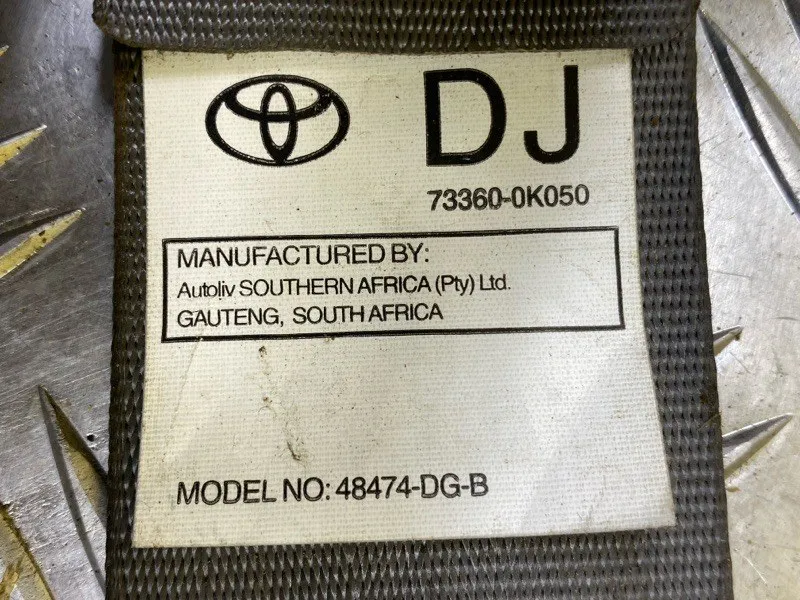 DJ
73360-0K050
MANUFACTURED BY:
Autoliv SOUTHERN AFRICA (Pty) Ltd.
GAUTENG, SOUTH AFRICA
MODEL NO: 48474-DG-B